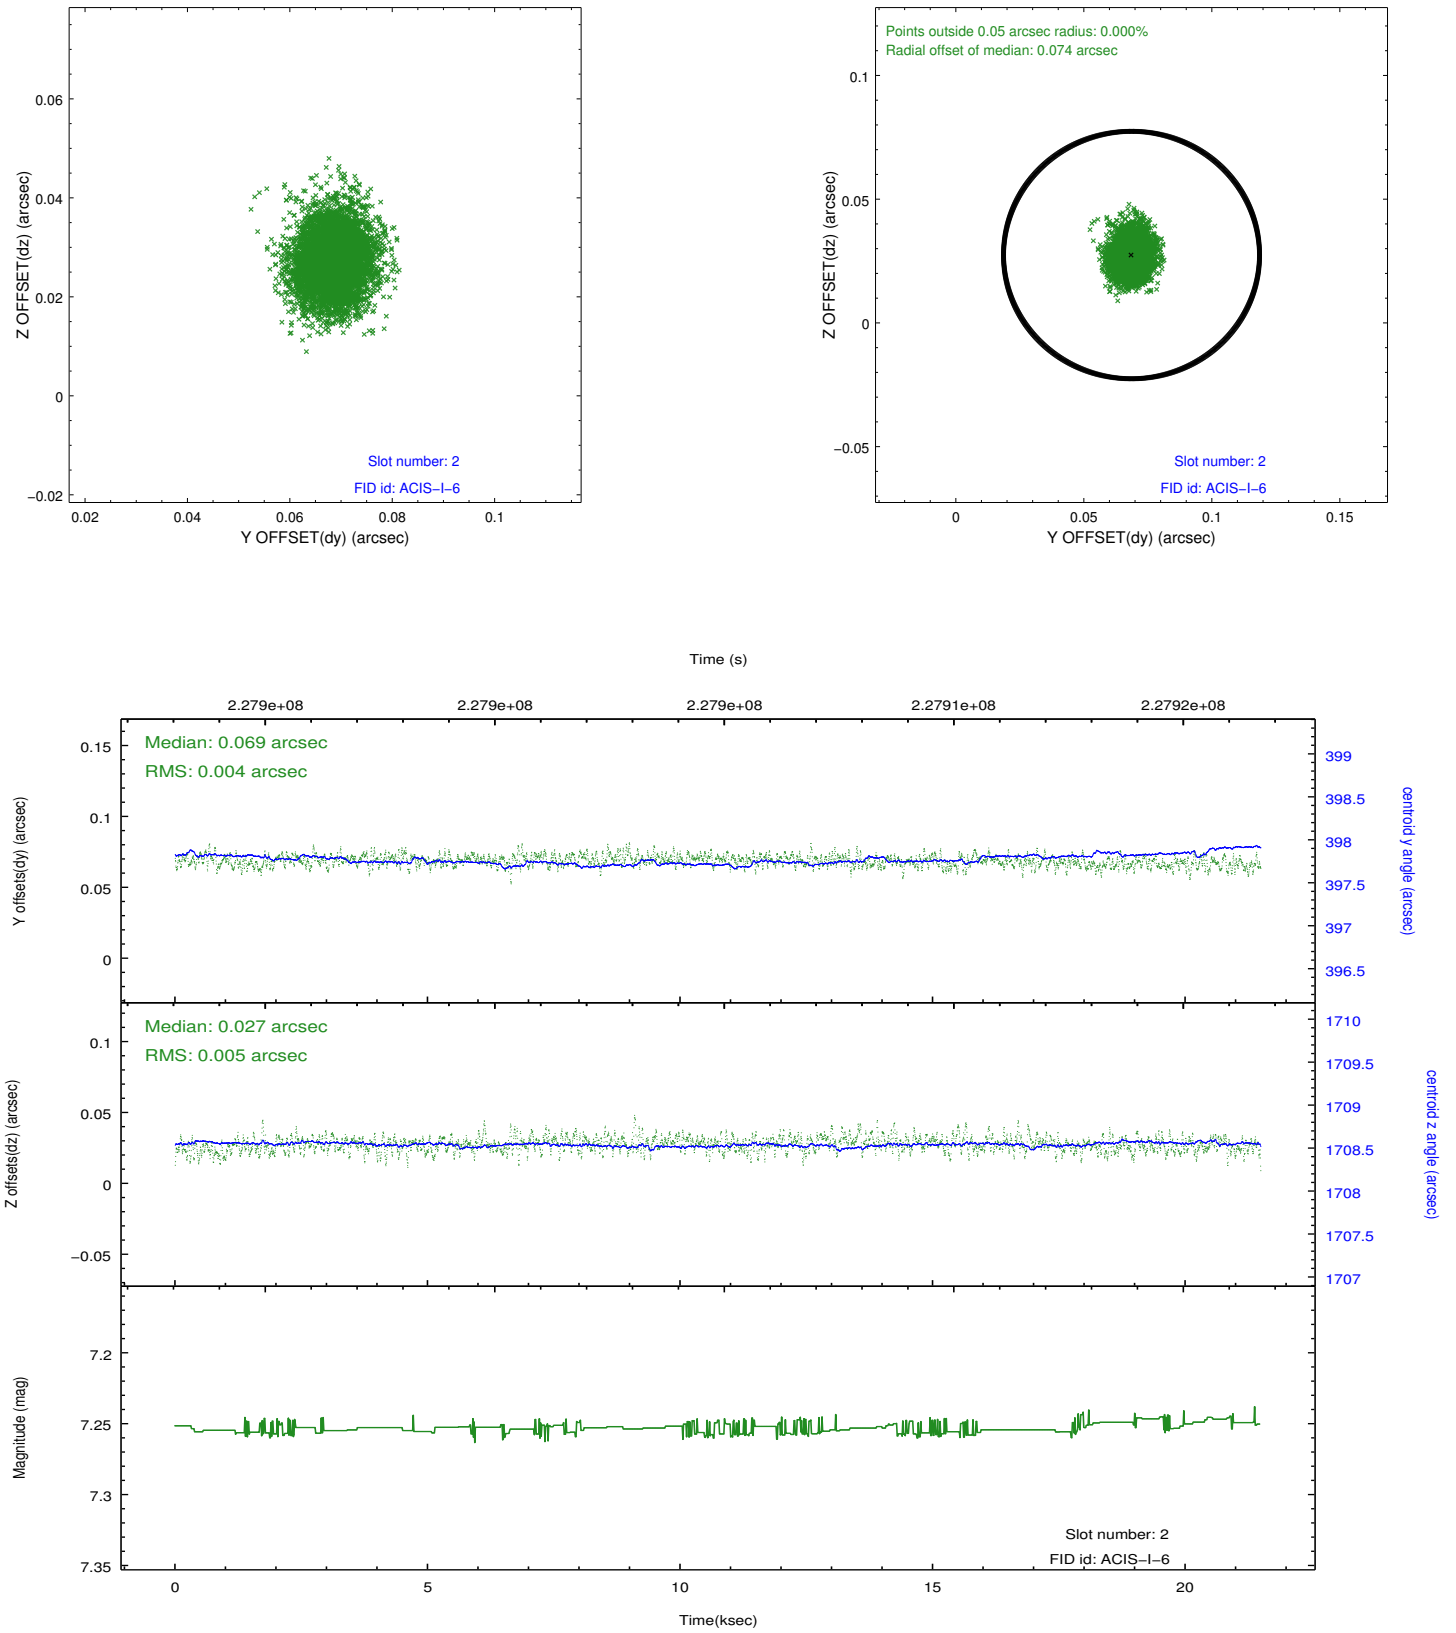 0.06
0.04
0.02
0
−0.02
Z OFFSET(dz) (arcsec)
Slot number: 2
FID id: ACIS−I−6
0.02
0.04
0.06
0.08
0.1
Y OFFSET(dy) (arcsec)
Points outside 0.05 arcsec radius: 0.000%
Radial offset of median: 0.074 arcsec
0.1
0.05
0
−0.05
Z OFFSET(dz) (arcsec)
Slot number: 2
FID id: ACIS−I−6
0
0.05
0.1
0.15
Y OFFSET(dy) (arcsec)
Time (s)
2.279e+08
2.279e+08
2.279e+08
2.2791e+08
2.2792e+08
Median: 0.069 arcsec
RMS: 0.004 arcsec
0.15
0.1
0.05
0
Y offsets(dy) (arcsec)
399
398.5
398
397.5
397
396.5
centroid y angle (arcsec)
Median: 0.027 arcsec
RMS: 0.005 arcsec
0.1
0.05
0
−0.05
Z offsets(dz) (arcsec)
1710
1709.5
1709
1708.5
1708
1707.5
1707
centroid z angle (arcsec)
7.2
7.25
7.3
7.35
Magnitude (mag)
Slot number: 2
FID id: ACIS−I−6
0
5
10
15
20
Time(ksec)